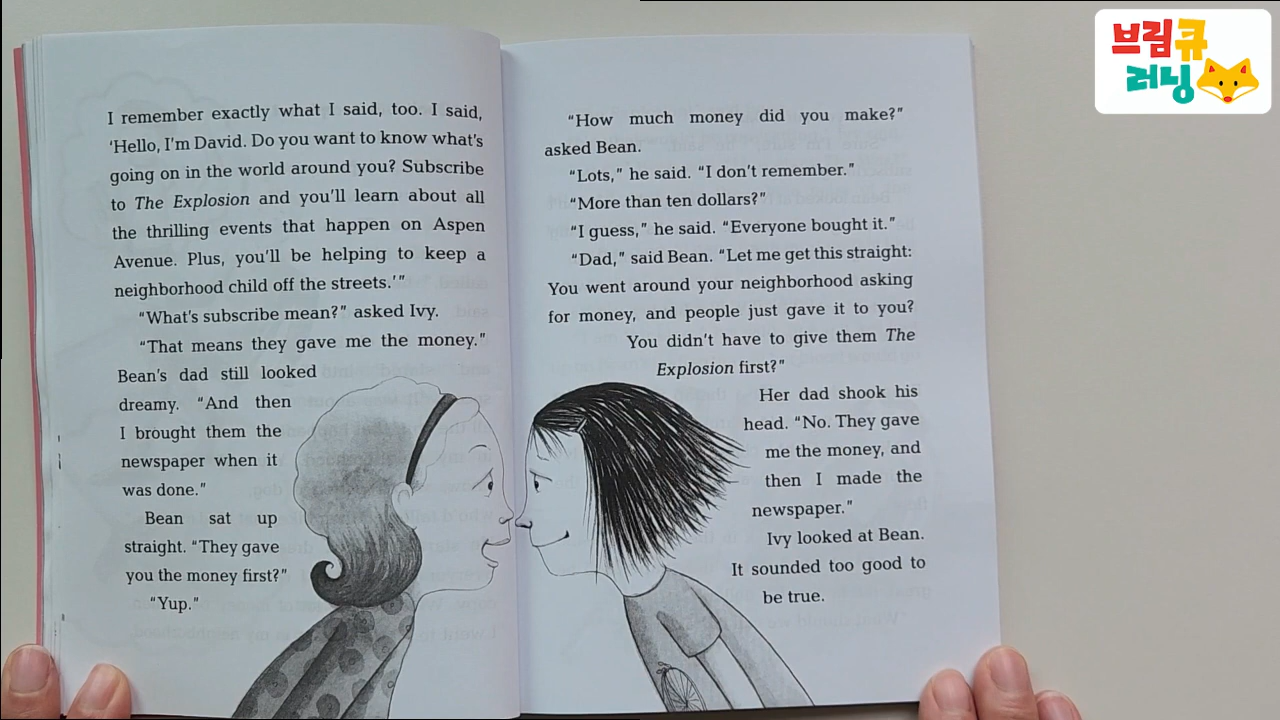 I remember exactly what I said, too. I said,
'Hello, I'm David. Do you want to know what's
going on in the world around you? Subscribe
to The Explosion and you'll learn about all
the thrilling events that happen on Aspen
Avenue. Plus, you'll be helping to keep a
neighborhood child off the streets.'"
"What's subscribe mean?" asked Ivy.
"That means they gave me the money."
Bean's dad still looked
dreamy. "And then
I brought them the
newspaper when it
was done."
Bean sat up
straight. "They gave
you the money first?"
"Yup."
"How much money did you make?"
asked Bean.
"Lots," he said. "I don't remember."
"More than ten dollars?"
"I guess," he said. "Everyone bought it."
"Dad," said Bean. "Let me get this straight:
You went around your neighborhood asking
for money, and people just gave it to you?
You didn't have to give them The
Explosion first?"
Her dad shook his
head. "No. They gave
me the money, and
then I made the
newspaper."
Ivy looked at Bean.
It sounded too good to
be true.
브림큐
러닝